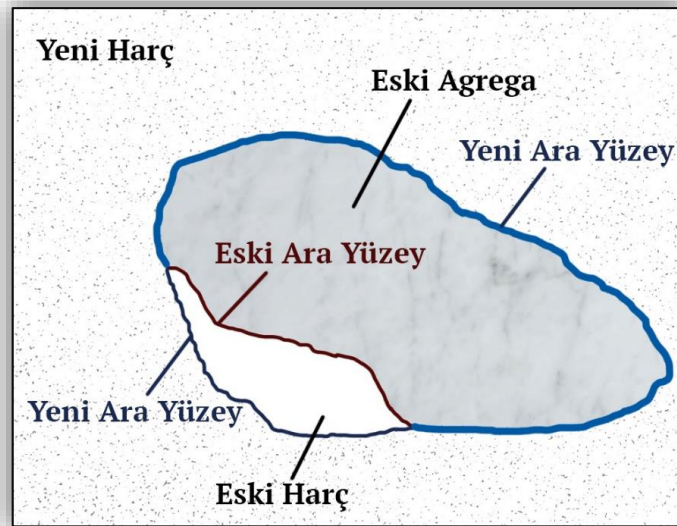 Yeni Harç
Eski Agrega
Yeni Ara Yüzey
Eski Ara Yüzey
Yeni Ara Yüzey
Eski Harç